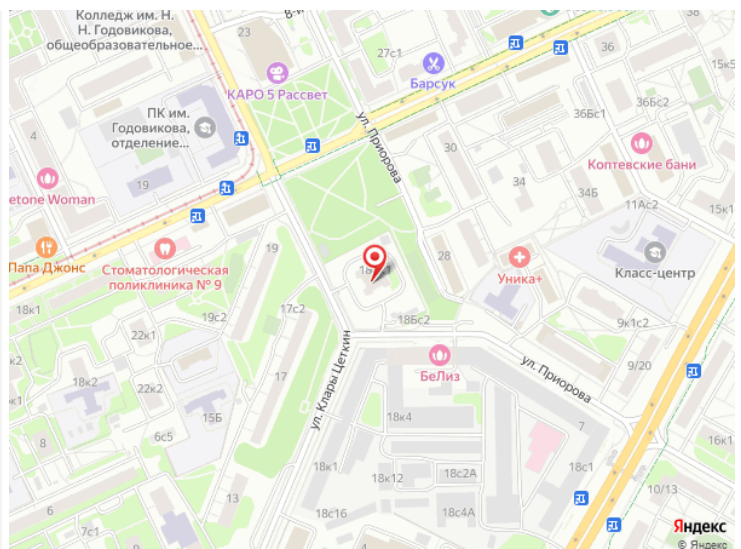 Колледж им. Н.
Н. Годовикова,
общеобразовательное...
23
КАРО 5 Рассвет
27с1
Барсук
38
36
15к5
4
ПК им.
Годовикова,
отделение...
ул. Приорова
36Бс1
36Бс2
30
Коптевские бани
etone Woman
19
34
34Б
11Ас2
15к1
Папа Джонс
Стоматологическая
поликлиника № 9
19
28
Уника+
Класс-центр
18к1
19с2
17с2
18Бс2
9к1с2
22к1
9/20
18к2
22к2
17
ул. Клары Цеткин
БеЛиз
ул. Приорова
8
6с5
15Б
18к4
7
16к1
18к1
18к12
18с2А
18с1
6
7с1
13
18с16
18с4А
10/13
Яндекс
© Яндекс